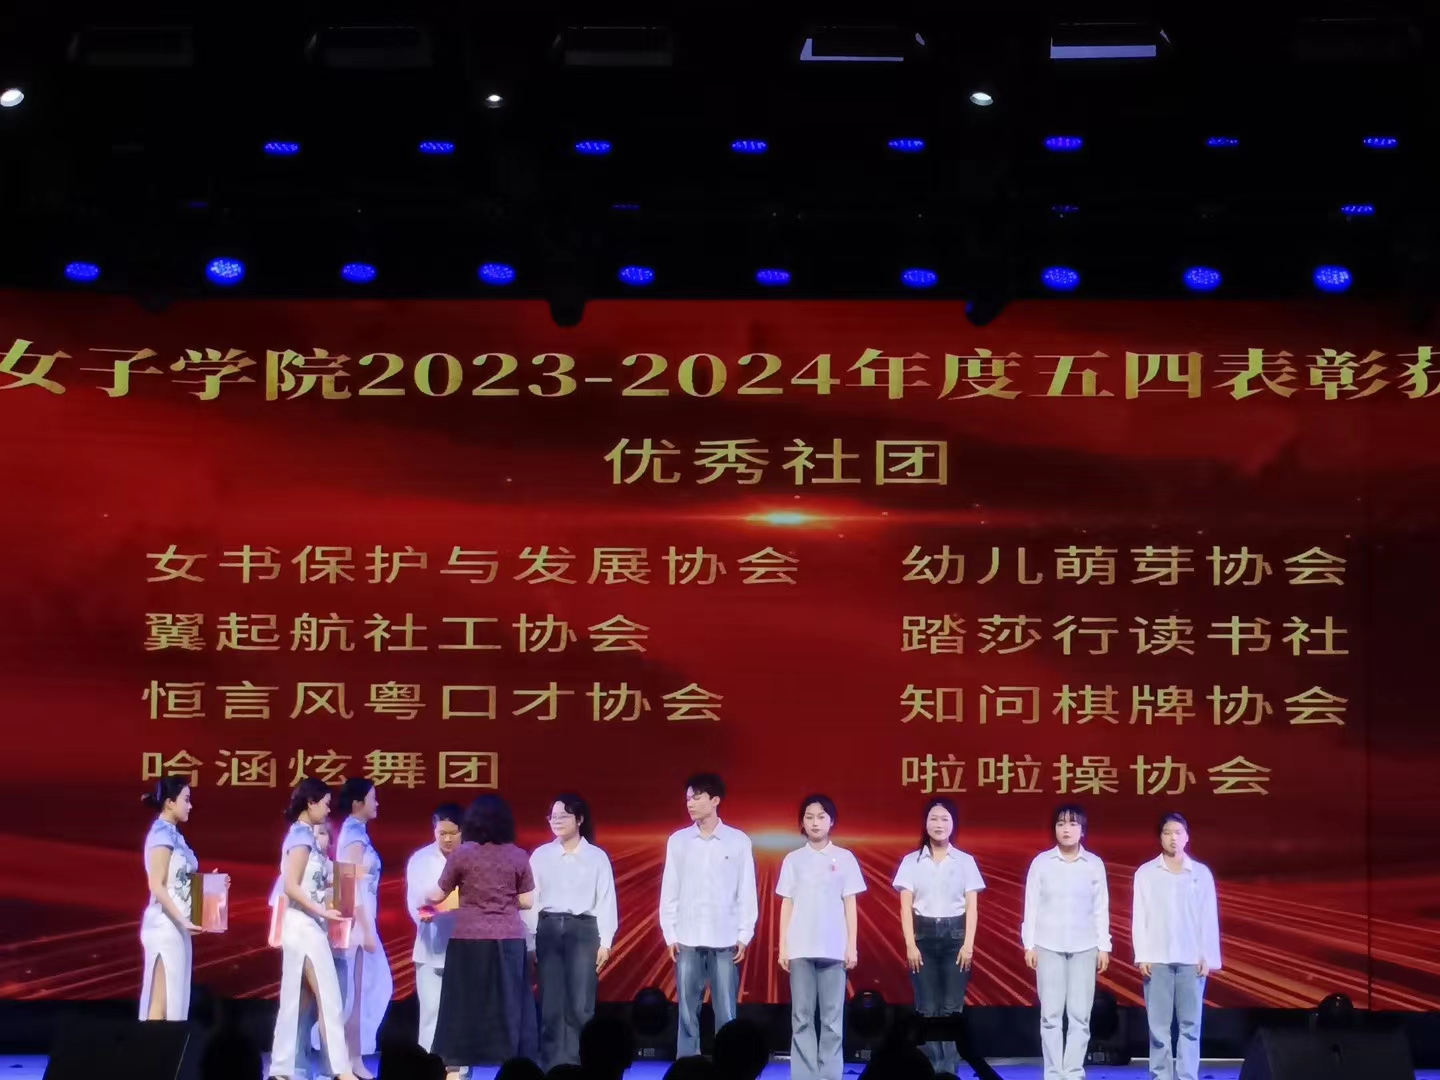 女子学院2023-2024年度五四表彰获
优秀社团
女书保护与发展协会 幼儿萌芽协会
翼起航社工协会 踏莎行读书社
恒言风粤口才协会 知问棋牌协会
哈涵炫舞团 啦啦操协会